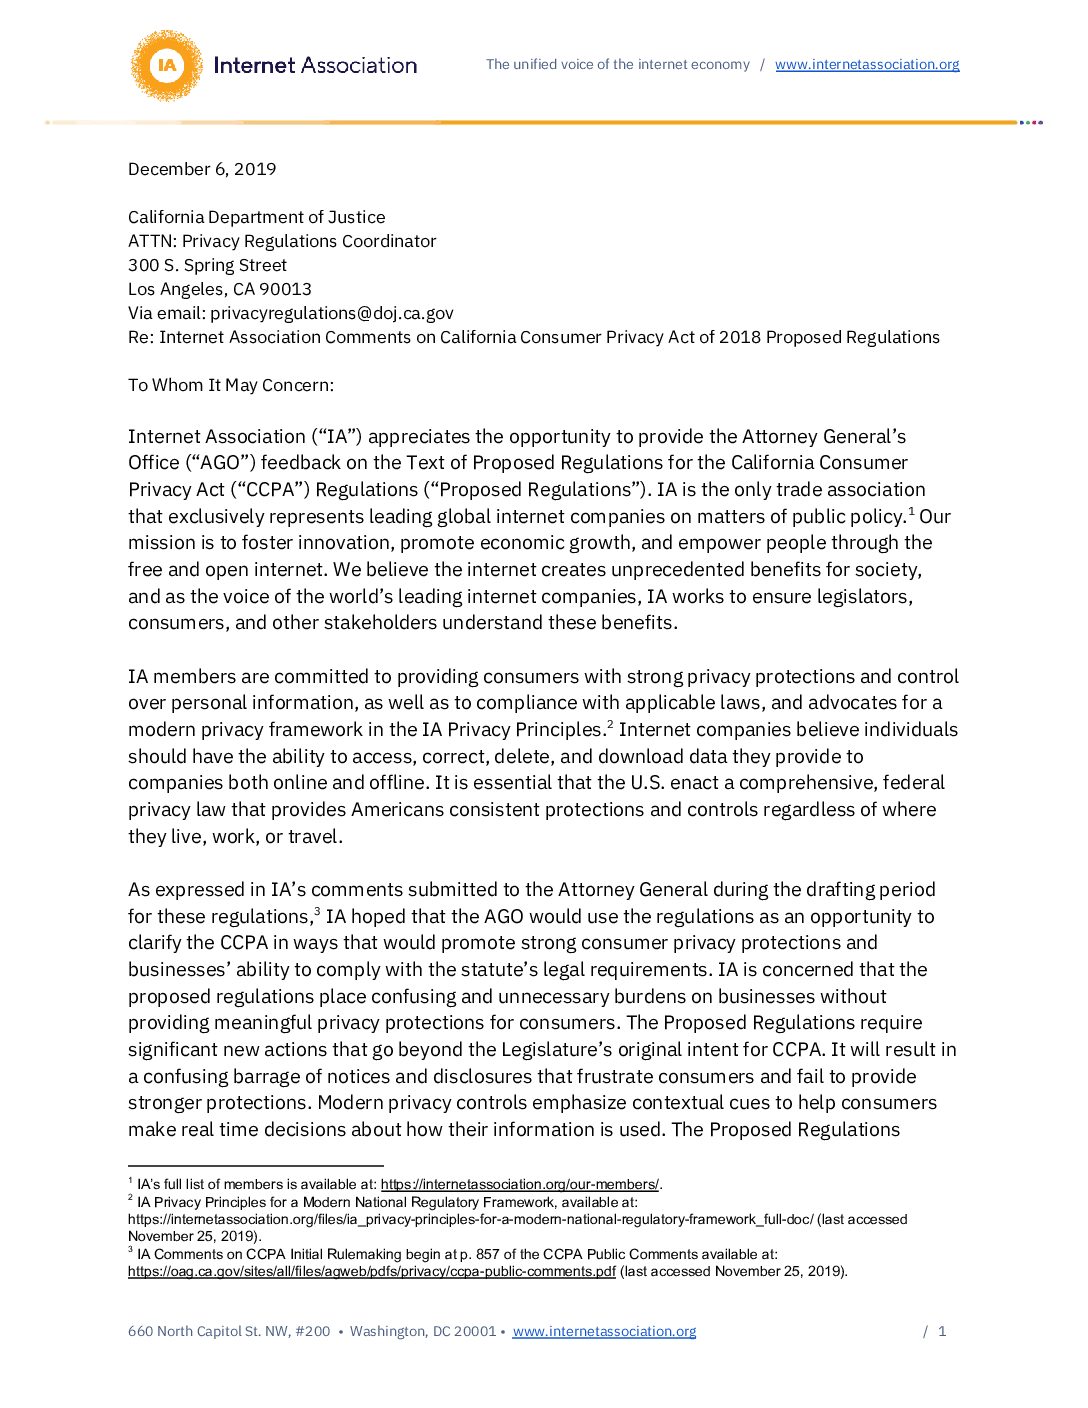 IA Internet Association
The unified voice of the internet economy / www.internetassociation.org
December 6, 2019
California Department of Justice
ATTN: Privacy Regulations Coordinator
300 S. Spring Street
Los Angeles, CA 90013
Via email: privacyregulations@doj.ca.gov
Re: Internet Association Comments on California Consumer Privacy Act of 2018 Proposed Regulations
To Whom It May Concern:
Internet Association (“IA”) appreciates the opportunity to provide the Attorney General’s
Office (“AGO”) feedback on the Text of Proposed Regulations for the California Consumer
Privacy Act (“CCPA”) Regulations (“Proposed Regulations”). IA is the only trade association
that exclusively represents leading global internet companies on matters of public policy.¹ Our
mission is to foster innovation, promote economic growth, and empower people through the
free and open internet. We believe the internet creates unprecedented benefits for society,
and as the voice of the world’s leading internet companies, IA works to ensure legislators,
consumers, and other stakeholders understand these benefits.
IA members are committed to providing consumers with strong privacy protections and control
over personal information, as well as to compliance with applicable laws, and advocates for a
modern privacy framework in the IA Privacy Principles.² Internet companies believe individuals
should have the ability to access, correct, delete, and download data they provide to
companies both online and offline. It is essential that the U.S. enact a comprehensive, federal
privacy law that provides Americans consistent protections and controls regardless of where
they live, work, or travel.
As expressed in IA’s comments submitted to the Attorney General during the drafting period
for these regulations,³ IA hoped that the AGO would use the regulations as an opportunity to
clarify the CCPA in ways that would promote strong consumer privacy protections and
businesses’ ability to comply with the statute’s legal requirements. IA is concerned that the
proposed regulations place confusing and unnecessary burdens on businesses without
providing meaningful privacy protections for consumers. The Proposed Regulations require
significant new actions that go beyond the Legislature’s original intent for CCPA. It will result in
a confusing barrage of notices and disclosures that frustrate consumers and fail to provide
stronger protections. Modern privacy controls emphasize contextual cues to help consumers
make real time decisions about how their information is used. The Proposed Regulations
¹ IA’s full list of members is available at: https://internetassociation.org/our-members/.
² IA Privacy Principles for a Modern National Regulatory Framework, available at:
https://internetassociation.org/files/ia_privacy-principles-for-a-modern-national-regulatory-framework_full-doc/ (last accessed
November 25, 2019).
³ IA Comments on CCPA Initial Rulemaking begin at p. 857 of the CCPA Public Comments available at:
https://oag.ca.gov/sites/all/files/agweb/pdfs/privacy/ccpa-public-comments.pdf (last accessed November 25, 2019).
660 North Capitol St. NW, #200 • Washington, DC 20001 • www.internetassociation.org / 1